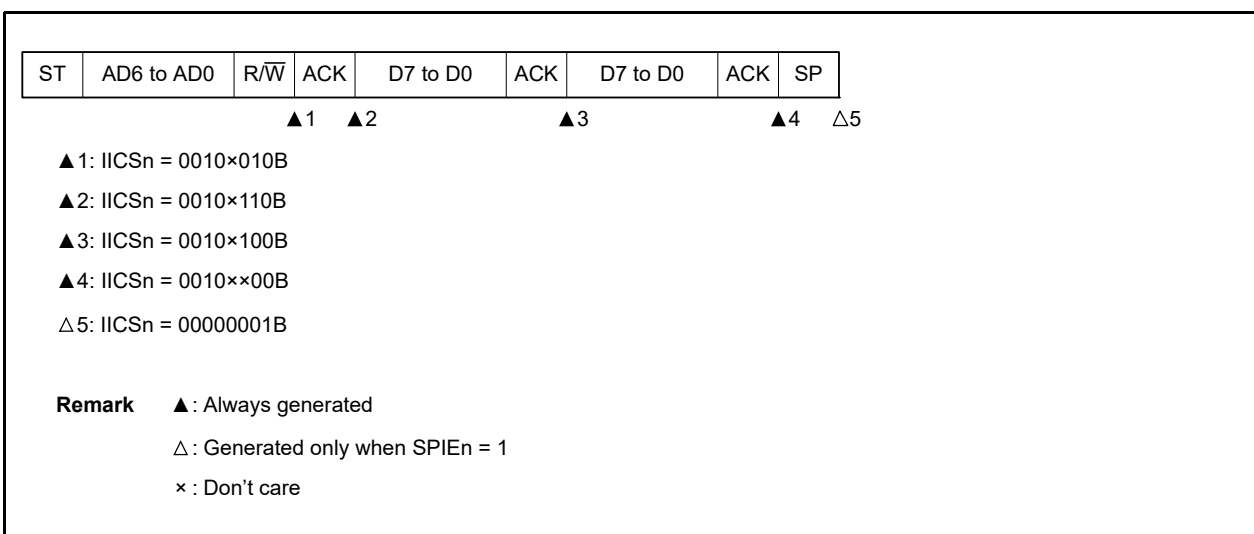 ST AD6 to AD0 R/W̅ ACK D7 to D0 ACK D7 to D0 ACK SP
▲1 ▲2 ▲3 ▲4 △5
▲1: IICSn = 0010×010B
▲2: IICSn = 0010×110B
▲3: IICSn = 0010×100B
▲4: IICSn = 0010××00B
△5: IICSn = 00000001B
Remark ▲: Always generated
△: Generated only when SPIEn = 1
×: Don’t care